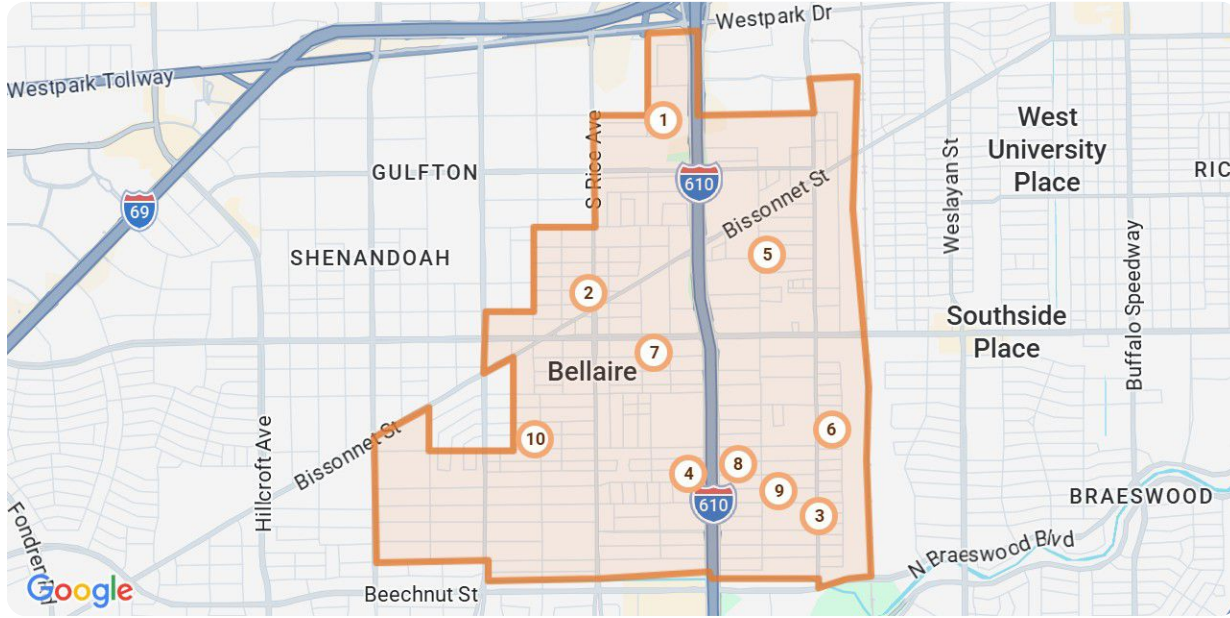 Westpark Dr
Westpark Tollway
1
S Rice Ave
West
University
Place
GULFTON
610
RIC
69
Bissonnet St
Weslayan St
Buffalo Speedway
SHENANDOAH
5
2
Southside
Place
7
Bellaire
6
10
Bissonnet St
Hillcroft Ave
8
4
9
610
3
BRAESWOOD
Fondren Rd
N Braeswood Blvd
Beechnut St
Google